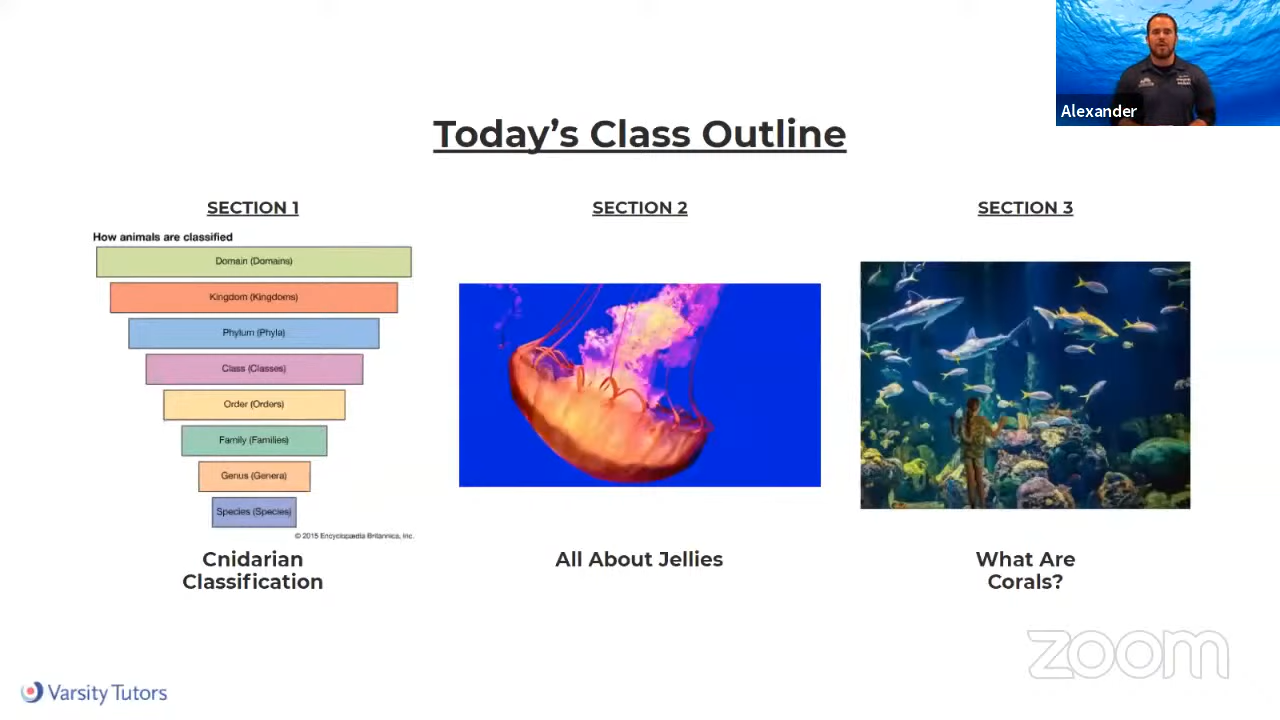 Alexander
Today's Class Outline
SECTION 1
How animals are classified
Domain (Domains)
Kingdom (Kingdoms)
Phylum (Phyla)
Class (Classes)
Order (Orders)
Family (Families)
Genus (Genera)
Species (Species)
© 2015 Encyclopædia Britannica, Inc.
Cnidarian
Classification
SECTION 2
All About Jellies
SECTION 3
What Are
Corals?
zoom
Varsity Tutors